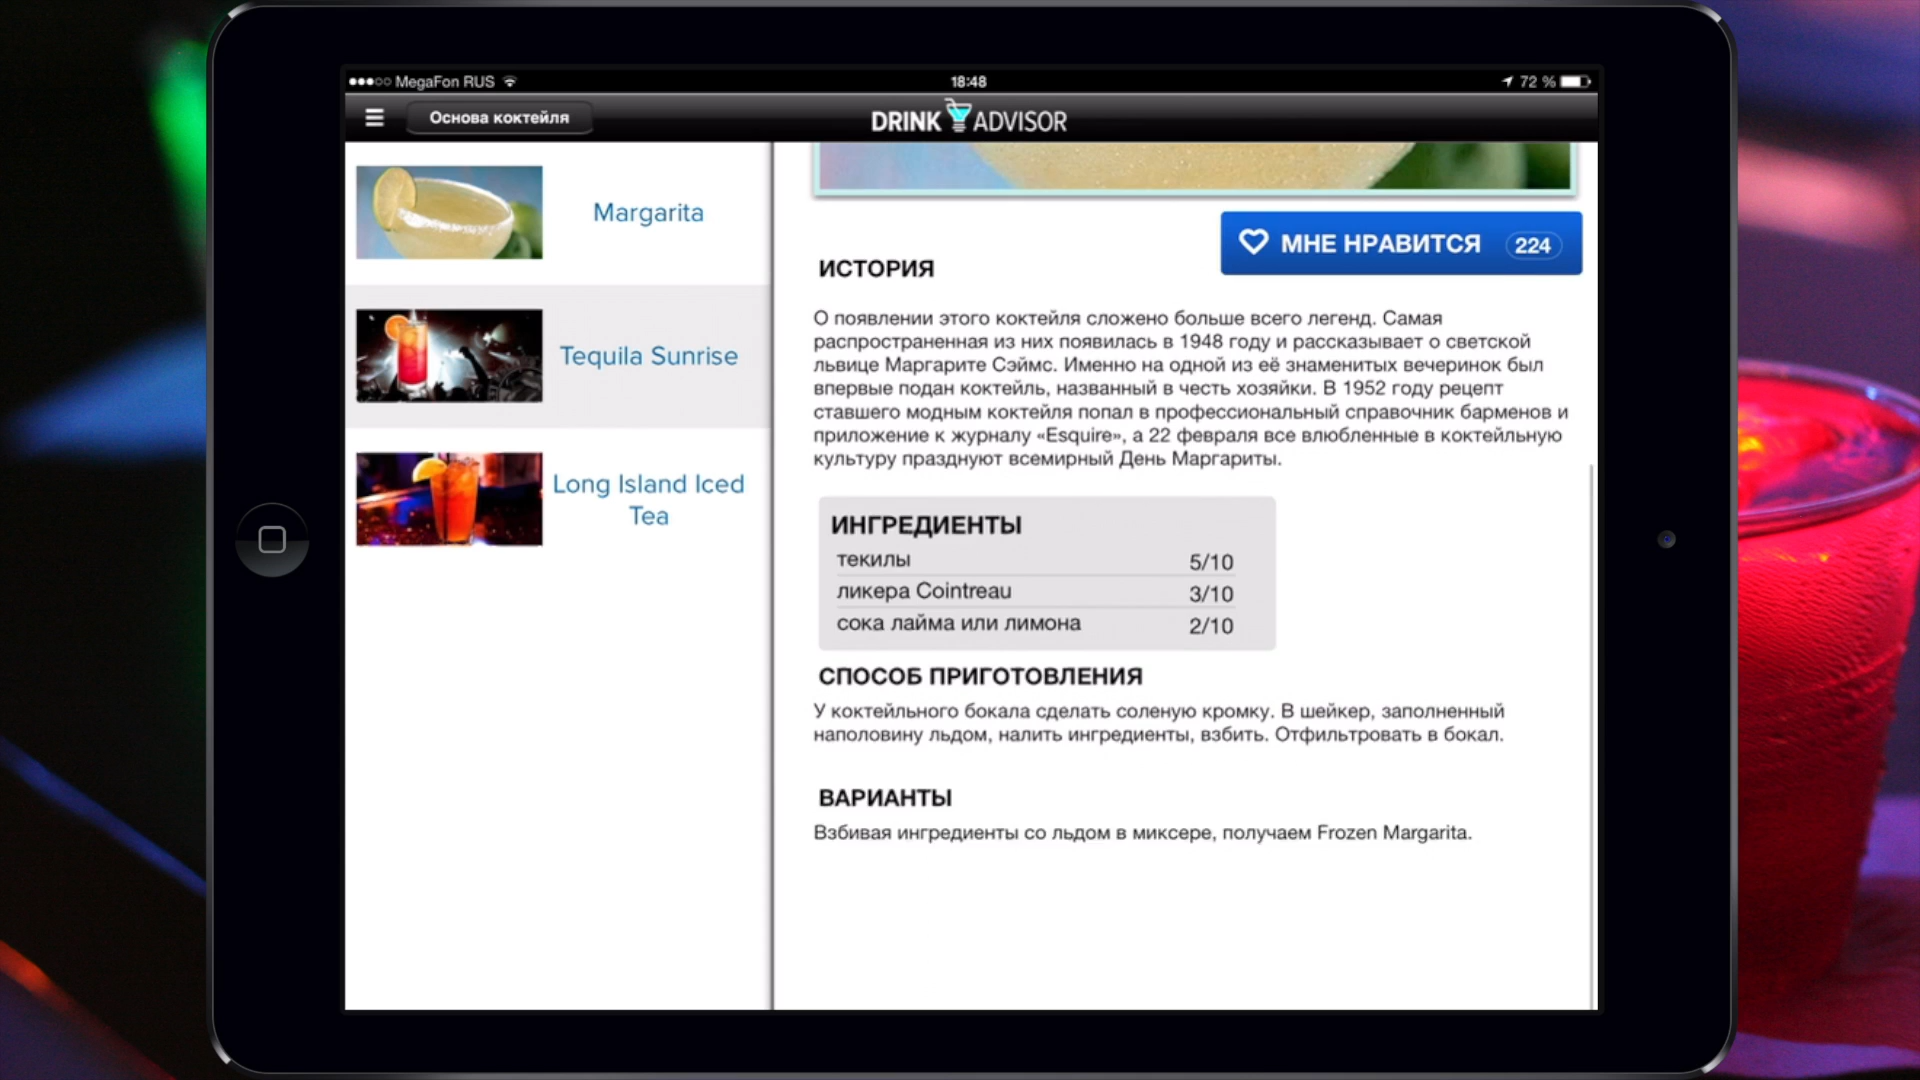 MegaFon RUS
18:48
72 %
Основа коктейля
DRINK ADVISOR
Margarita
Tequila Sunrise
Long Island Iced
Tea
МНЕ НРАВИТСЯ 224
ИСТОРИЯ
О появлении этого коктейля сложено больше всего легенд. Самая
распространенная из них появилась в 1948 году и рассказывает о светской
львице Маргарите Сэймс. Именно на одной из её знаменитых вечеринок был
впервые подан коктейль, названный в честь хозяйки. В 1952 году рецепт
ставшего модным коктейля попал в профессиональный справочник барменов и
приложение к журналу «Esquire», а 22 февраля все влюбленные в коктейльную
культуру празднуют всемирный День Маргариты.
ИНГРЕДИЕНТЫ
текилы 5/10
ликера Cointreau 3/10
сока лайма или лимона 2/10
СПОСОБ ПРИГОТОВЛЕНИЯ
У коктейльного бокала сделать соленую кромку. В шейкер, заполненный
наполовину льдом, налить ингредиенты, взбить. Отфильтровать в бокал.
ВАРИАНТЫ
Взбивая ингредиенты со льдом в миксере, получаем Frozen Margarita.